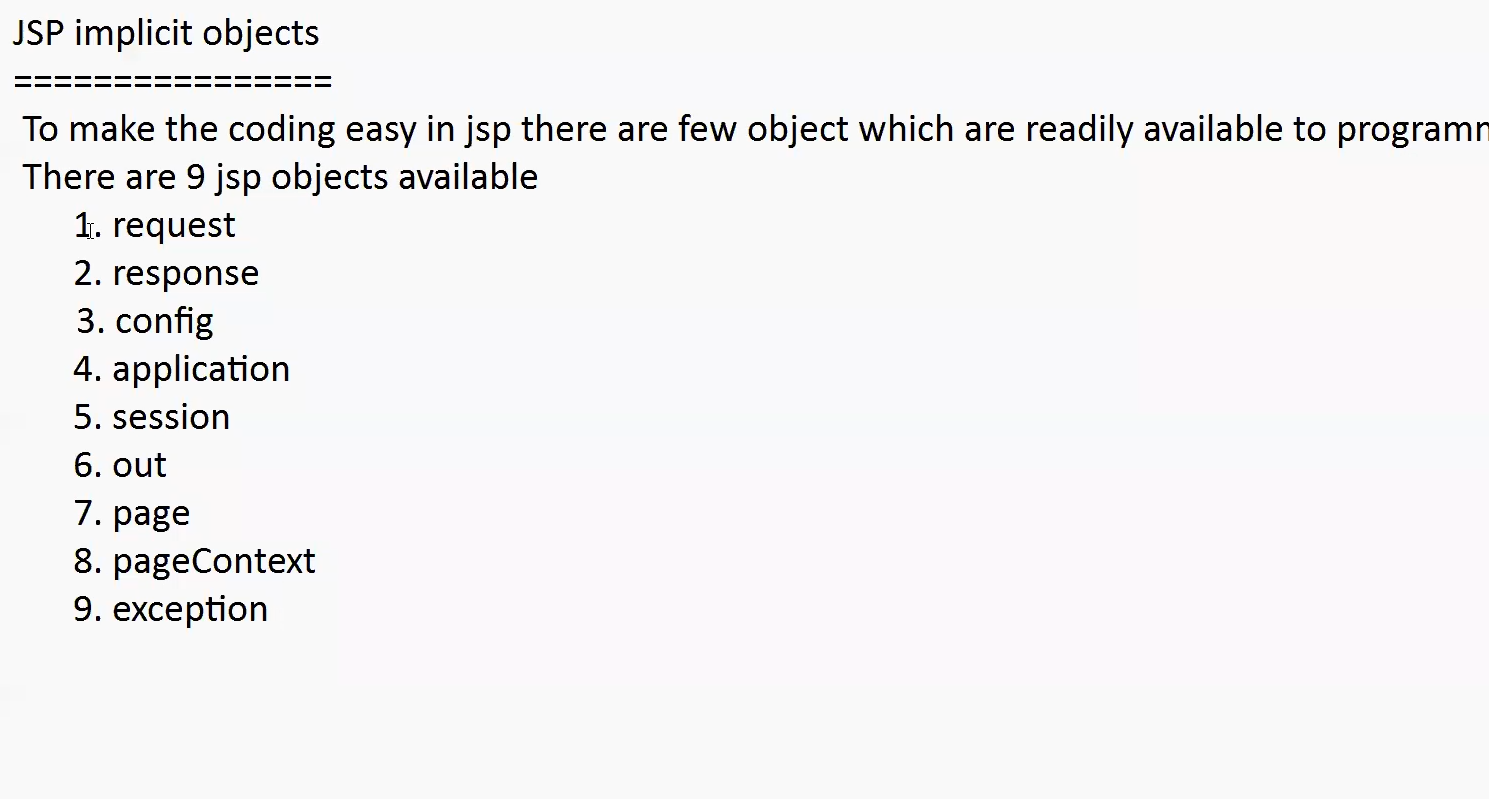 JSP implicit objects
================
To make the coding easy in jsp there are few object which are readily available to
There are 9 jsp objects available
1. request
2. response
3. config
4. application
5. session
6. out
7. page
8. pageContext
9. exception